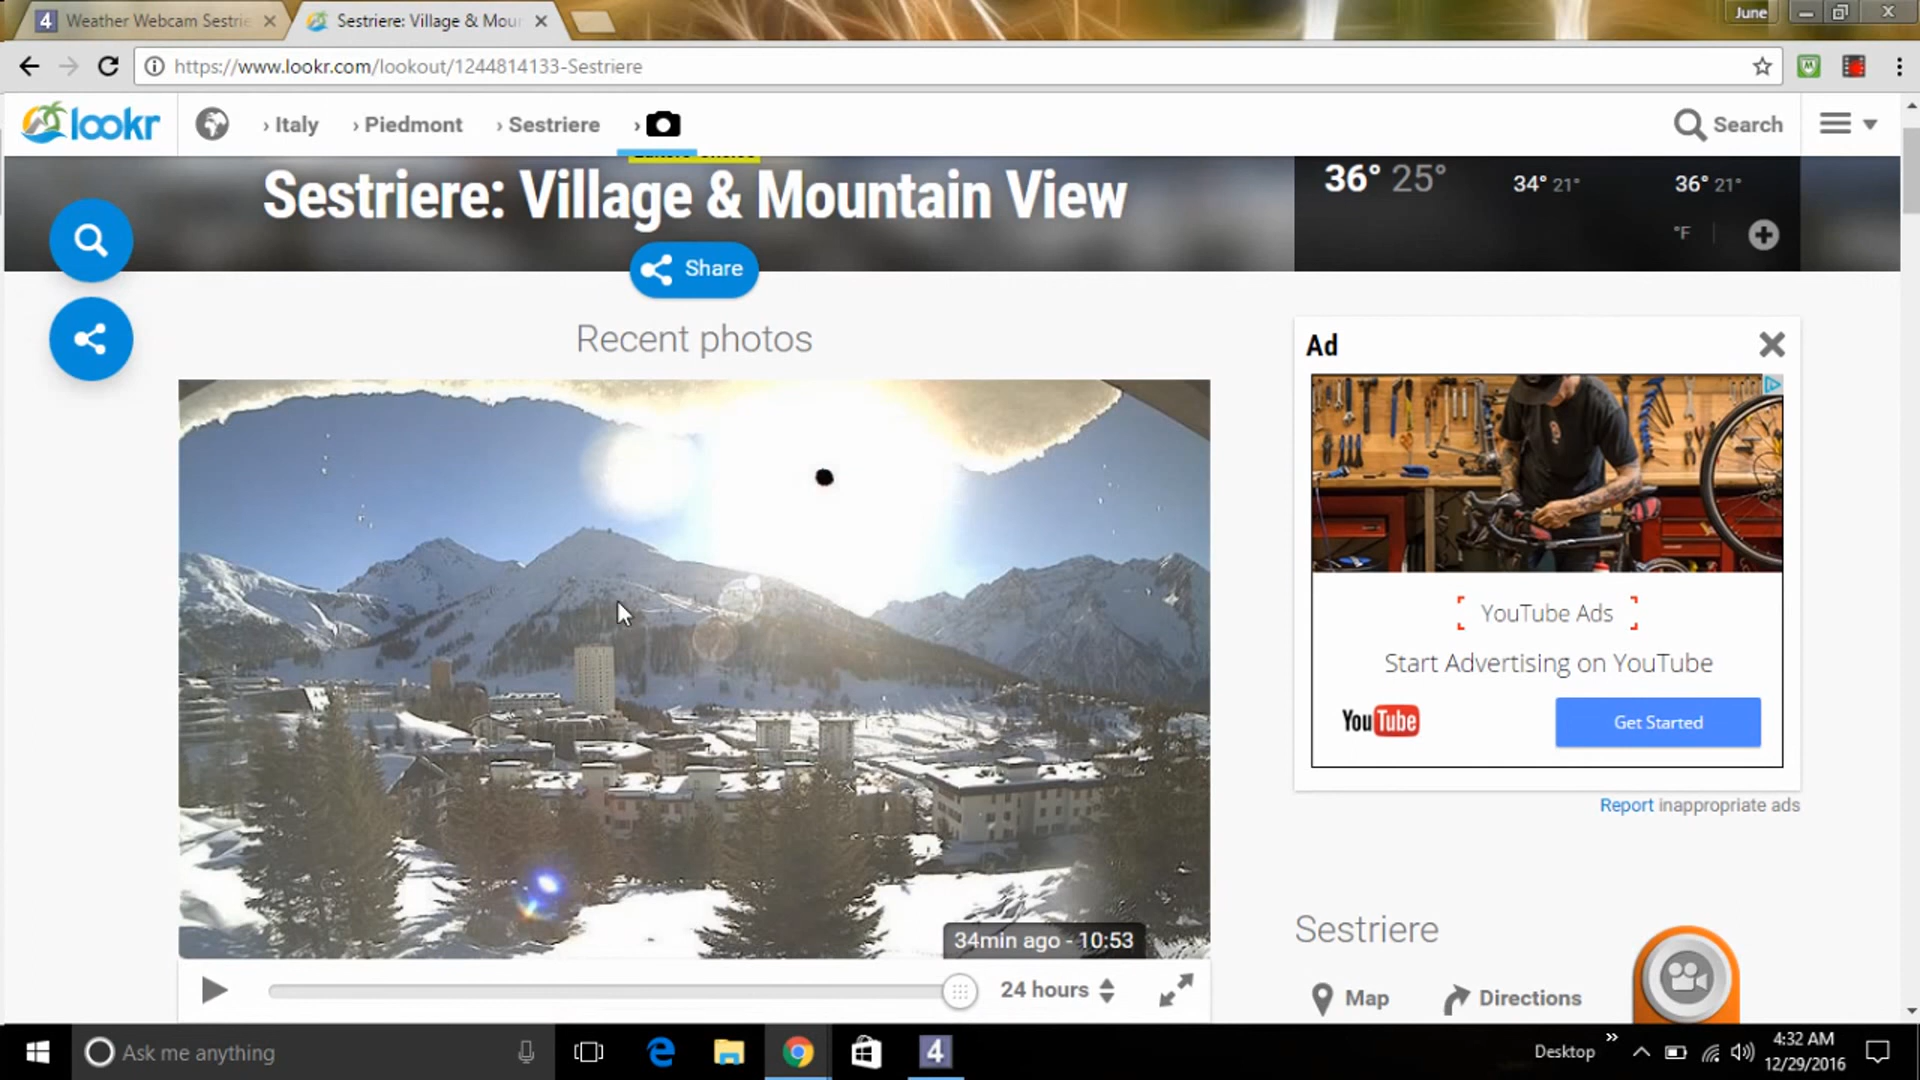 4 Weather Webcam Sestrie
Sestriere: Village & Mour
June
https://www.lookr.com/lookout/1244814133-Sestriere
lookr
› Italy
› Piedmont
› Sestriere
›
Search
Sestriere: Village & Mountain View
36° 25°
34° 21°
36° 21°
°F
Share
Recent photos
Ad
YouTube Ads
Start Advertising on YouTube
YouTube
Get Started
Report inappropriate ads
34min ago - 10:53
24 hours
Sestriere
Map
Directions
Ask me anything
4
Desktop
4:32 AM
12/29/2016